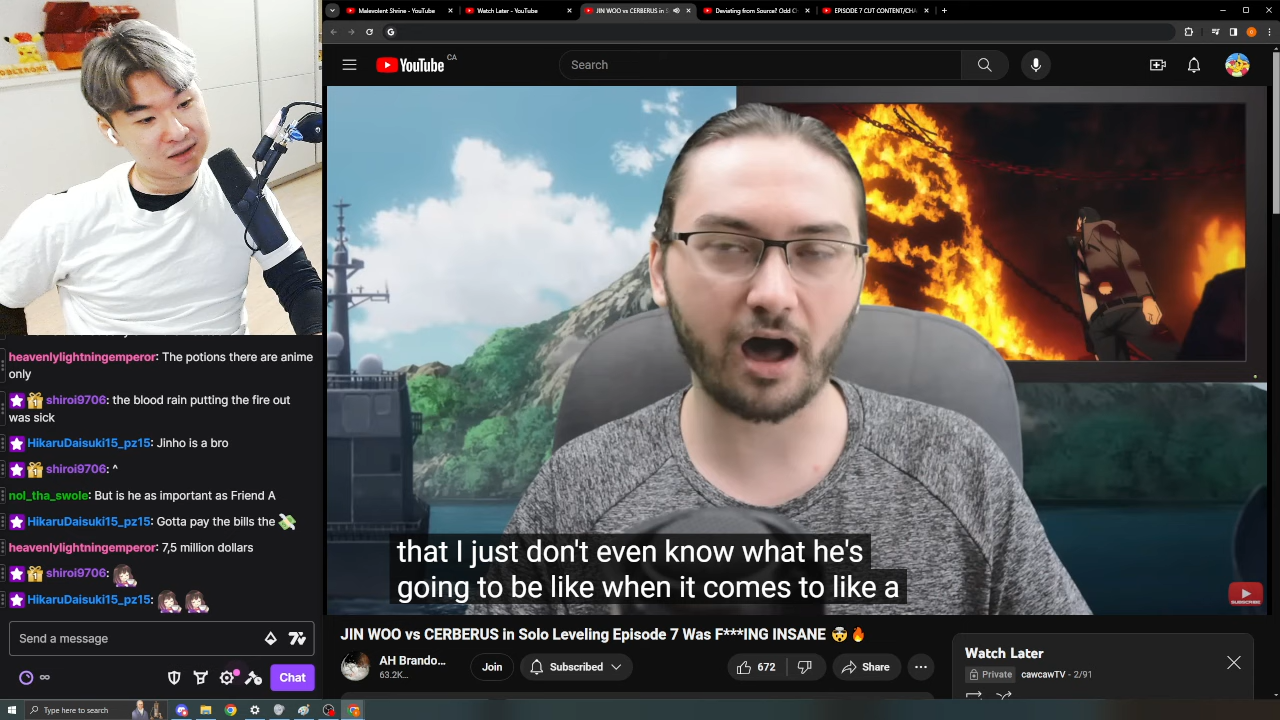 Malevolent Shrine - YouTube
Watch Later - YouTube
JIN WOO vs CERBERUS in S
Deviating from Source? Odd C
EPISODE 7 CUT CONTENT/CHA
YouTube CA
Search
heavenlylightningemperor: The potions there are anime
only
shiroi9706: the blood rain putting the fire out
was sick
HikaruDaisuki15_pz15: Jinho is a bro
shiroi9706: ^
nol_tha_swole: But is he as important as Friend A
HikaruDaisuki15_pz15: Gotta pay the bills the 💸
heavenlylightningemperor: 7,5 million dollars
shiroi9706:
HikaruDaisuki15_pz15:
Send a message
Chat
that I just don't even know what he's
going to be like when it comes to like a
SUBSCRIBE
JIN WOO vs CERBERUS in Solo Leveling Episode 7 Was F***ING INSANE 🤯🔥
AH Brando...
63.2K...
Join
Subscribed
672
Share
Watch Later
Private cawcawTV - 2/91
Type here to search